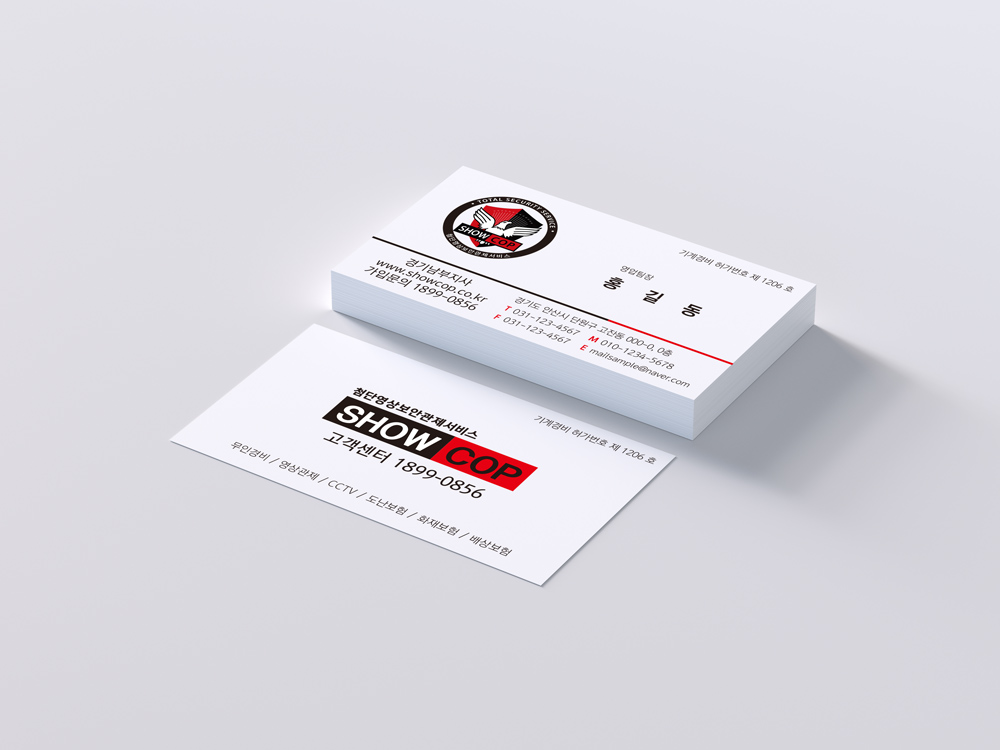 TOTAL SECURITY SERVICE
SHOW COP
첨단영상보안관제서비스
기계경비 허가번호 제 1206 호
영업팀장
홍 길 동
경기남부지사
www.showcop.co.kr
가입문의 1899-0856
경기도 안산시 단원구 고잔동 000-0, 0층
T 031-123-4567 M 010-1234-5678
F 031-123-4567 E mailsample@naver.com
기계경비 허가번호 제 1206 호
첨단영상보안관제서비스
SHOW COP
고객센터 1899-0856
무인경비 / 영상관제 / CCTV / 도난보험 / 화재보험 / 배상보험